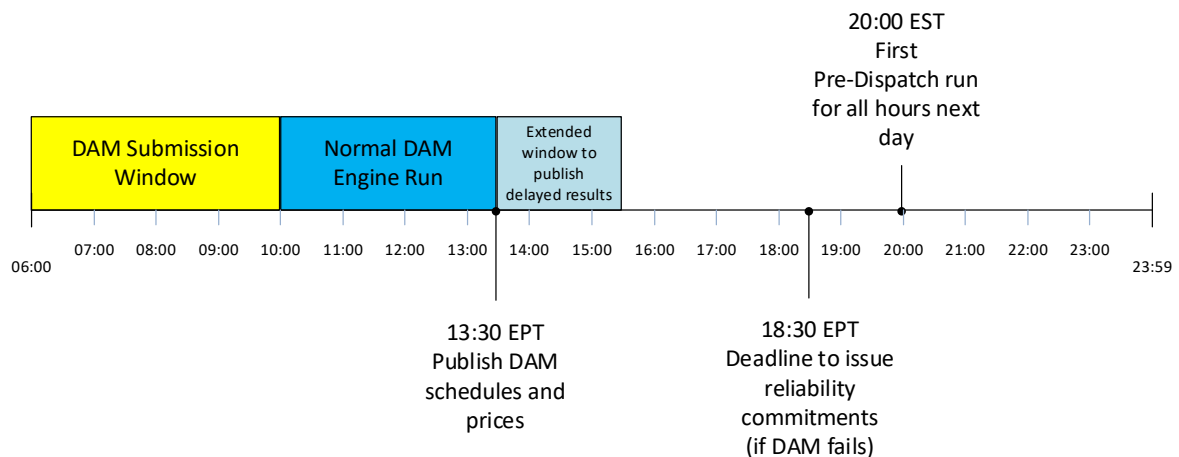 20:00 EST
First
Pre-Dispatch run
for all hours next
day
DAM Submission
Window
Normal DAM
Engine Run
Extended
window to
publish
delayed results
06:00
07:00
08:00
09:00
10:00
11:00
12:00
13:00
14:00
15:00
16:00
17:00
18:00
19:00
20:00
21:00
22:00
23:00
23:59
13:30 EPT
Publish DAM
schedules and
prices
18:30 EPT
Deadline to issue
reliability
commitments
(if DAM fails)